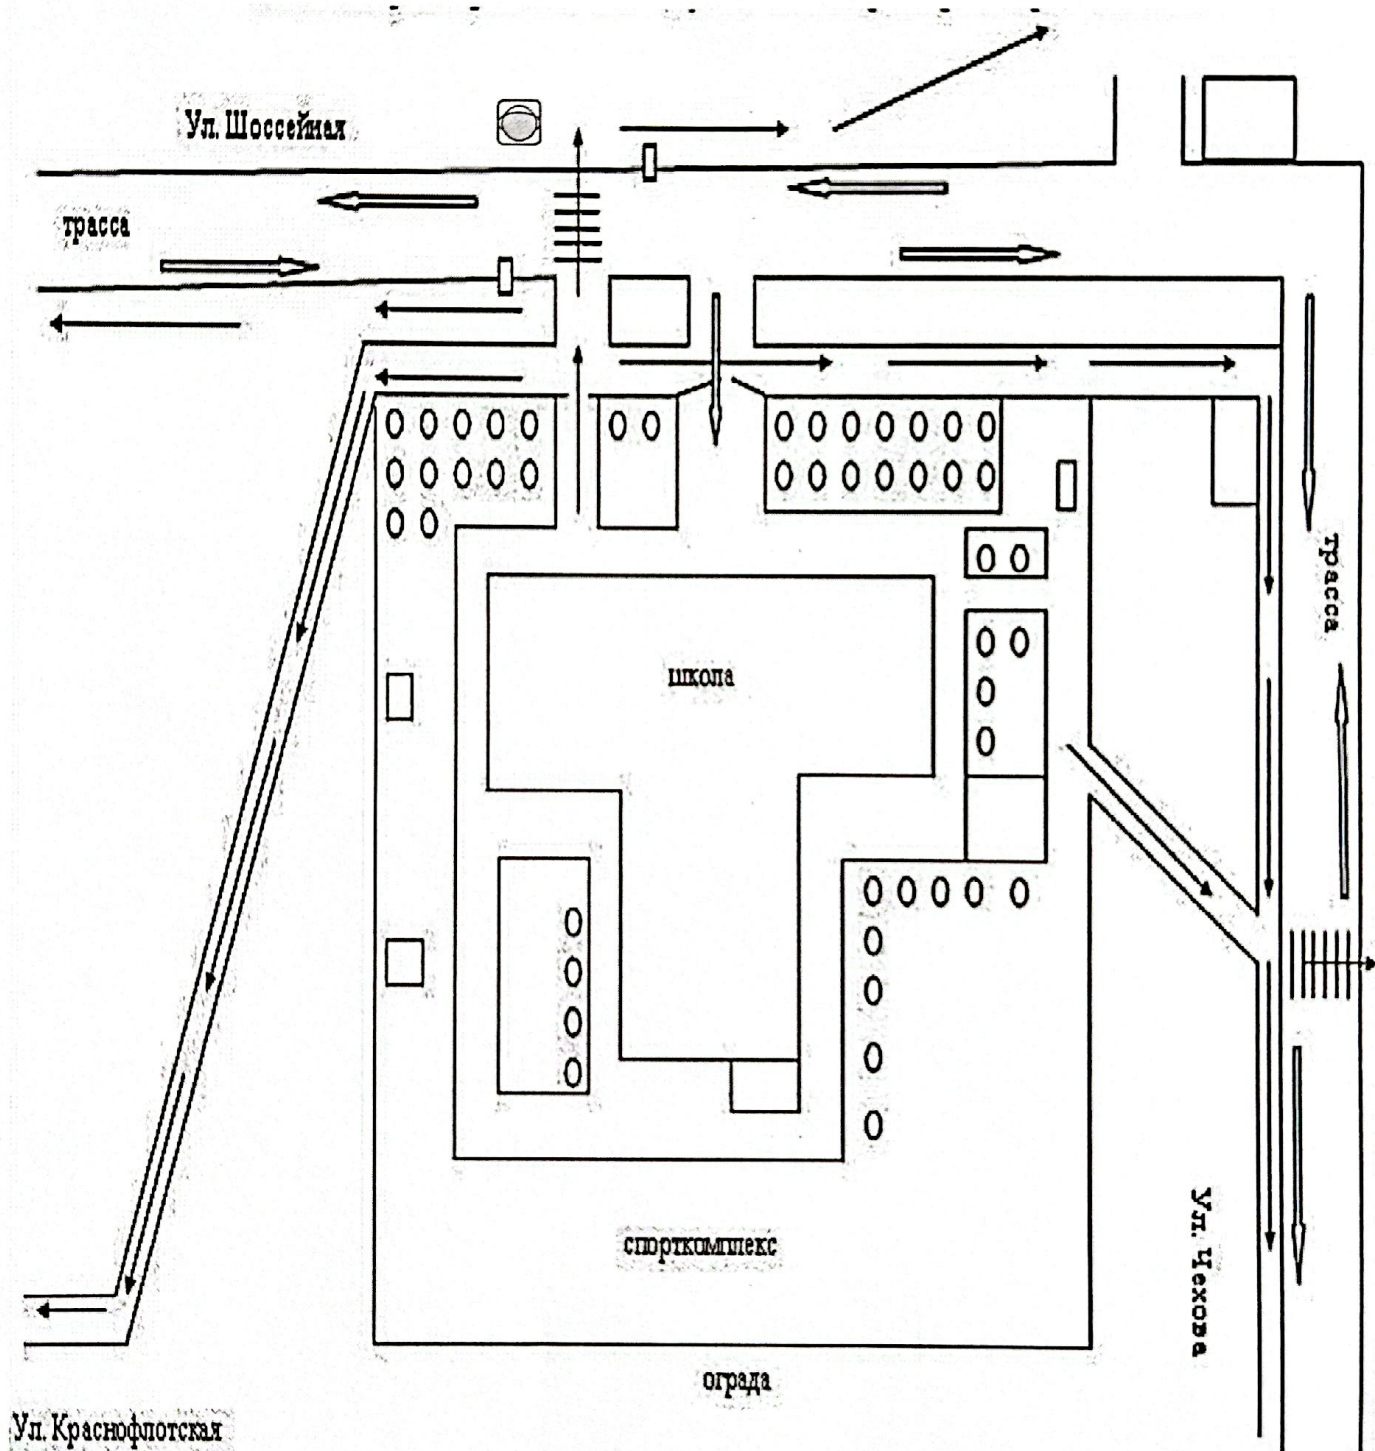 Ул. Шоссейная
трасса
трасса
школа
спорткомплекс
Ул. Чехова
ограда
Ул. Краснофлотская